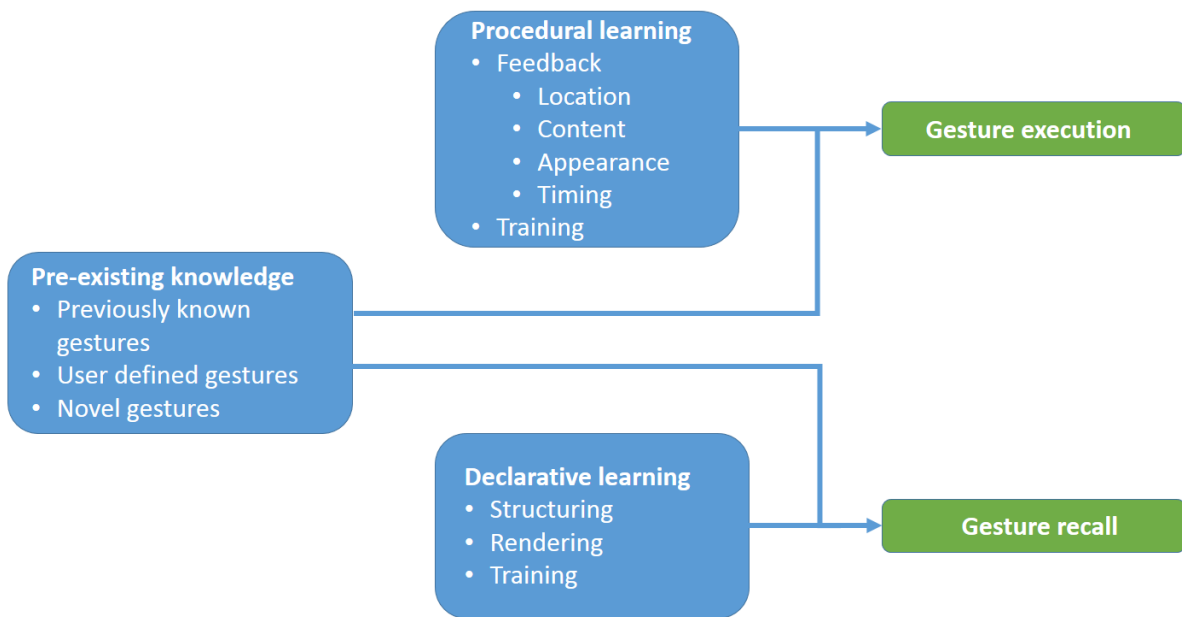 Procedural learning
• Feedback
• Location
• Content
• Appearance
• Timing
• Training
Gesture execution
Pre-existing knowledge
• Previously known
gestures
• User defined gestures
• Novel gestures
Declarative learning
• Structuring
• Rendering
• Training
Gesture recall